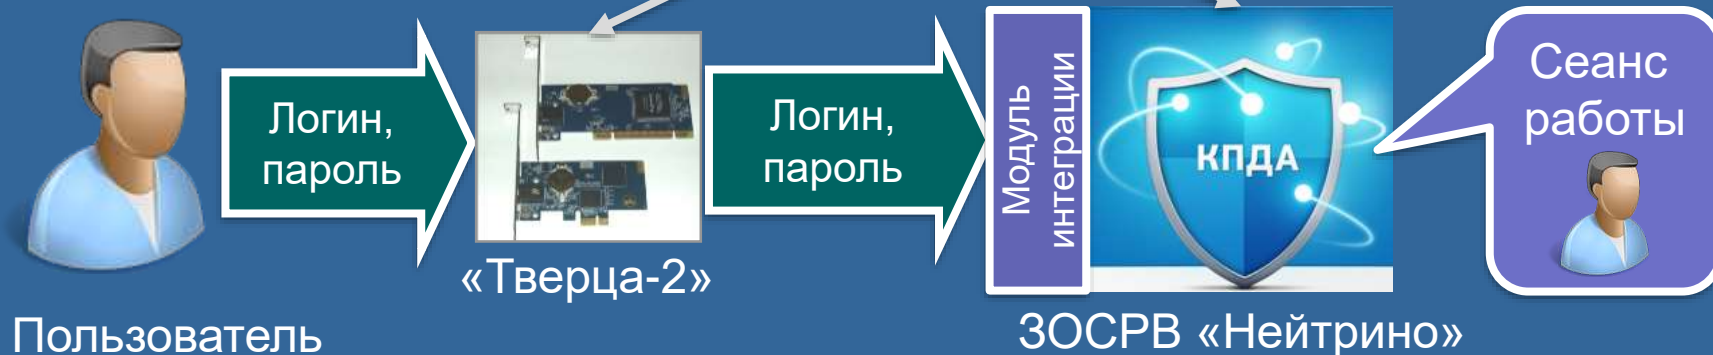 Пользователь
Логин,
пароль
«Тверца-2»
Логин,
пароль
Модуль
интеграции
КПДА
ЗОСРВ «Нейтрино»
Сеанс
работы